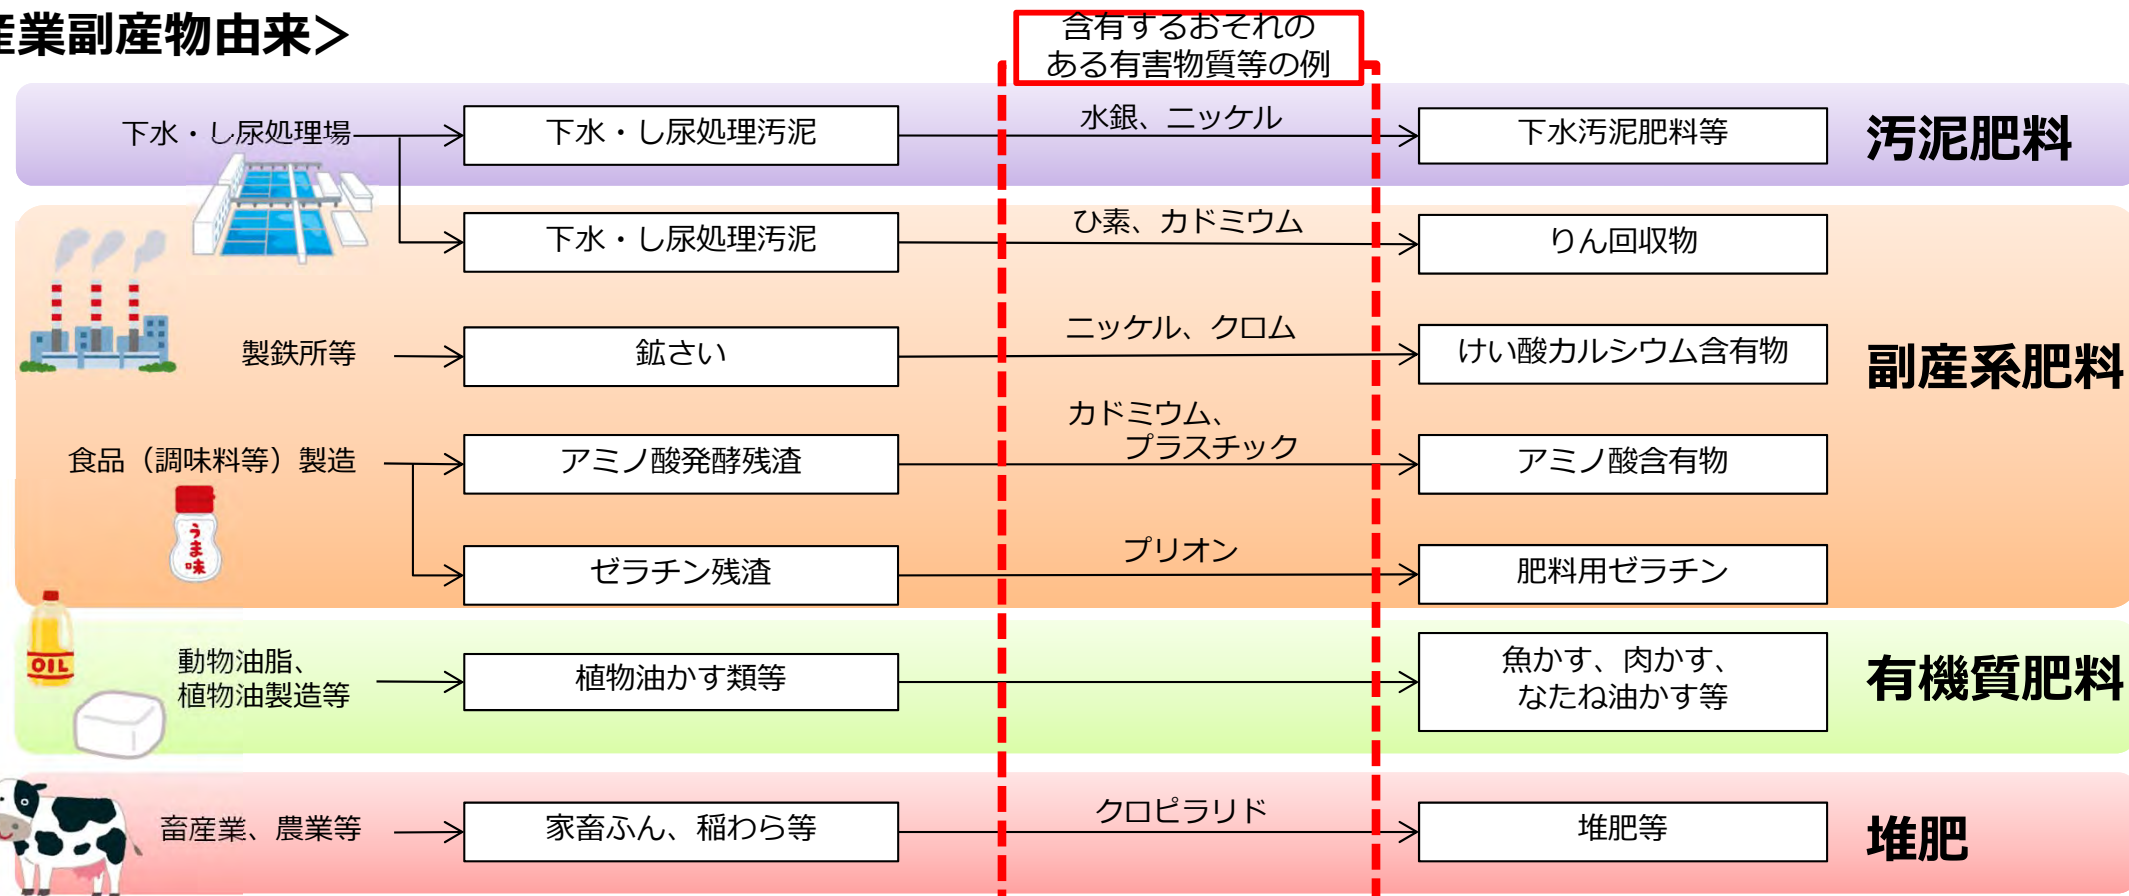 産業副産物由来＞
含有するおそれの
ある有害物質等の例
下水・し尿処理場
下水・し尿処理汚泥
水銀、ニッケル
下水汚泥肥料等
汚泥肥料
下水・し尿処理汚泥
ひ素、カドミウム
りん回収物
製鉄所等
鉱さい
ニッケル、クロム
けい酸カルシウム含有物
副産系肥料
食品（調味料等）製造
アミノ酸発酵残渣
カドミウム、
プラスチック
アミノ酸含有物
うま味
ゼラチン残渣
プリオン
肥料用ゼラチン
OIL
動物油脂、
植物油製造等
植物油かす類等
魚かす、肉かす、
なたね油かす等
有機質肥料
畜産業、農業等
家畜ふん、稲わら等
クロピラリド
堆肥等
堆肥